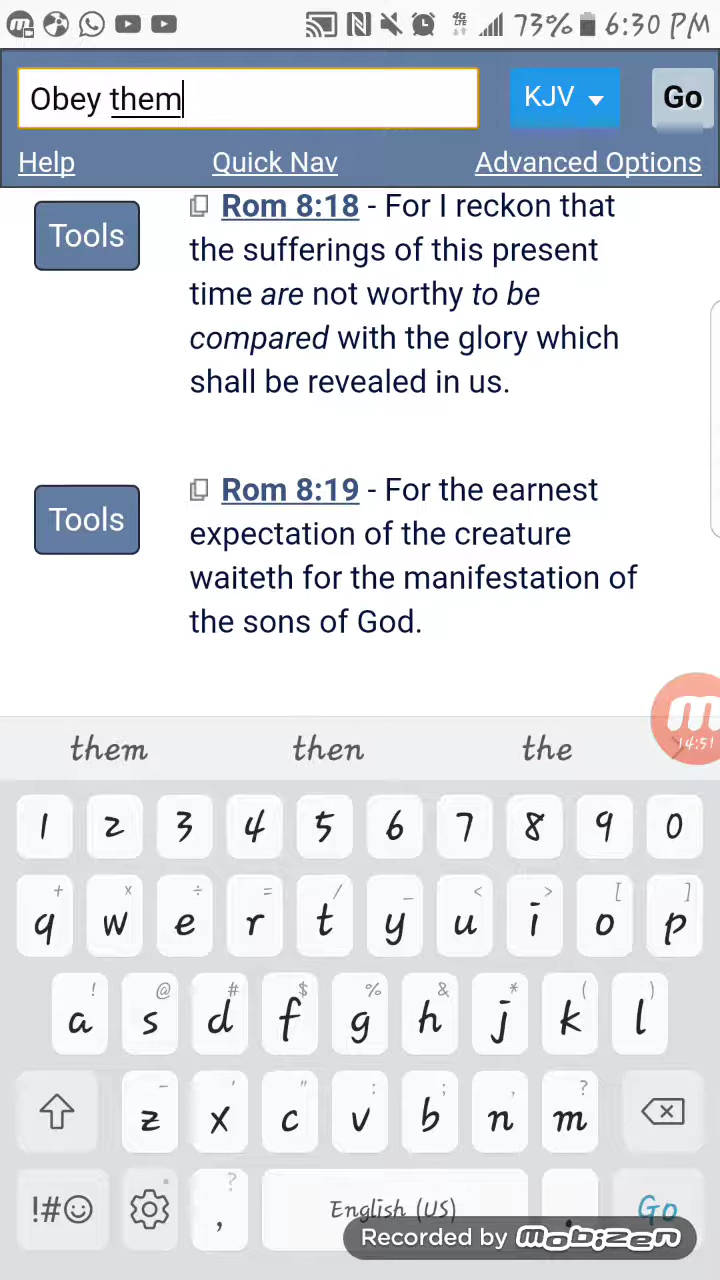 73% 6:30 PM
Obey them KJV Go
Help Quick Nav Advanced Options
Tools Rom 8:18 - For I reckon that
the sufferings of this present
time are not worthy to be
compared with the glory which
shall be revealed in us.
Tools Rom 8:19 - For the earnest
expectation of the creature
waiteth for the manifestation of
the sons of God.
them then the
14:51
1 2 3 4 5 6 7 8 9 0
+ × ÷ = / _ < > [ ]
q w e r t y u i o p
! @ # $ % & * ( )
a s d f g h j k l
- ' " : ; , ?
z x c v b n m
!#☺ , ? English (US) . Go
Recorded by mobizen